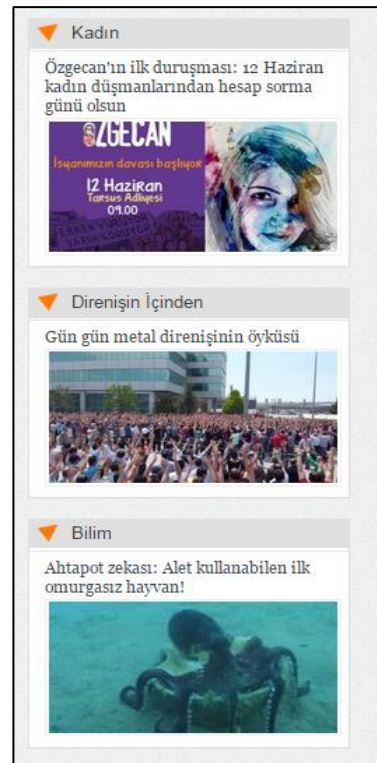 Kadın
Özgecan'ın ilk duruşması: 12 Haziran
kadın düşmanlarından hesap sorma
günü olsun
ÖZGECAN
İsyanımızın davası başlıyor
12 Haziran
Tarsus Adliyesi
09.00
Direnişin İçinden
Gün gün metal direnişinin öyküsü
Bilim
Ahtapot zekası: Alet kullanabilen ilk
omurgasız hayvan!